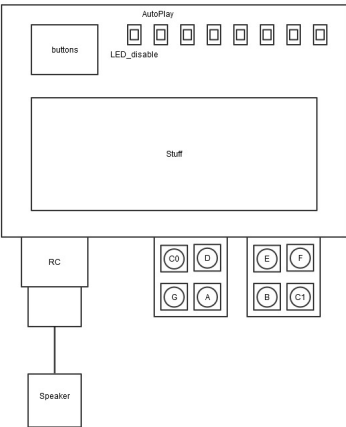 AutoPlay
buttons
LED_disable
Stuff
RC
C0 D E F
G A B C1
Speaker